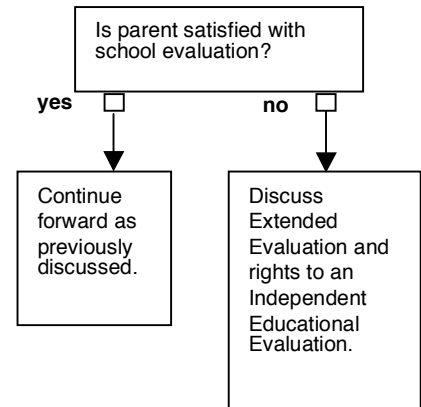 Is parent satisfied with
school evaluation?
yes
no
Continue
forward as
previously
discussed.
Discuss
Extended
Evaluation and
rights to an
Independent
Educational
Evaluation.